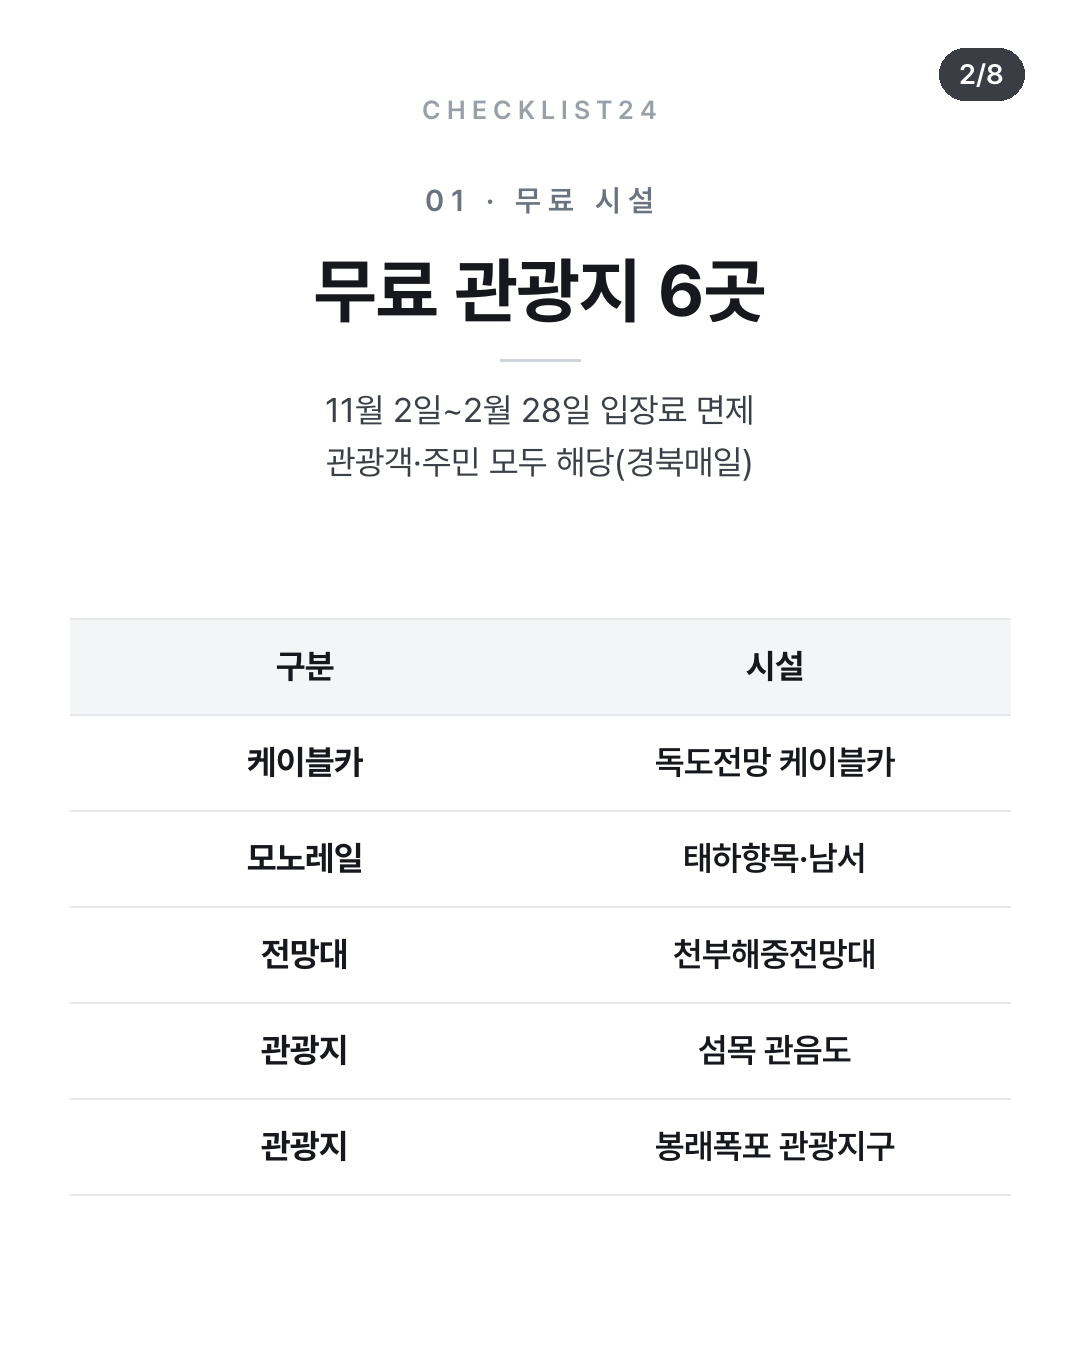 2/8
CHECKLIST24
01 · 무료 시설
무료 관광지 6곳
11월 2일~2월 28일 입장료 면제
관광객·주민 모두 해당(경북매일)
구분 시설
케이블카 독도전망 케이블카
모노레일 태하향목·남서
전망대 천부해중전망대
관광지 섬목 관음도
관광지 봉래폭포 관광지구